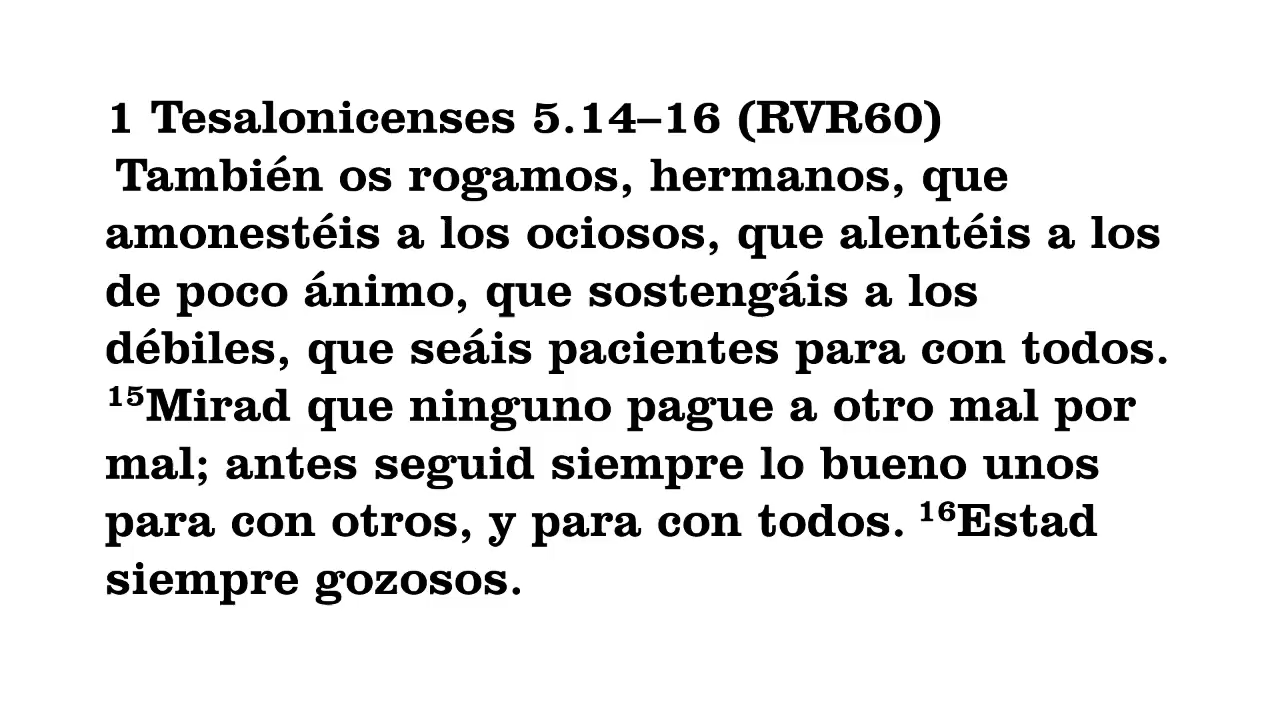 1 Tesalonicenses 5.14–16 (RVR60)
También os rogamos, hermanos, que
amonestéis a los ociosos, que alentéis a los
de poco ánimo, que sostengáis a los
débiles, que seáis pacientes para con todos.
¹⁵Mirad que ninguno pague a otro mal por
mal; antes seguid siempre lo bueno unos
para con otros, y para con todos. ¹⁶Estad
siempre gozosos.